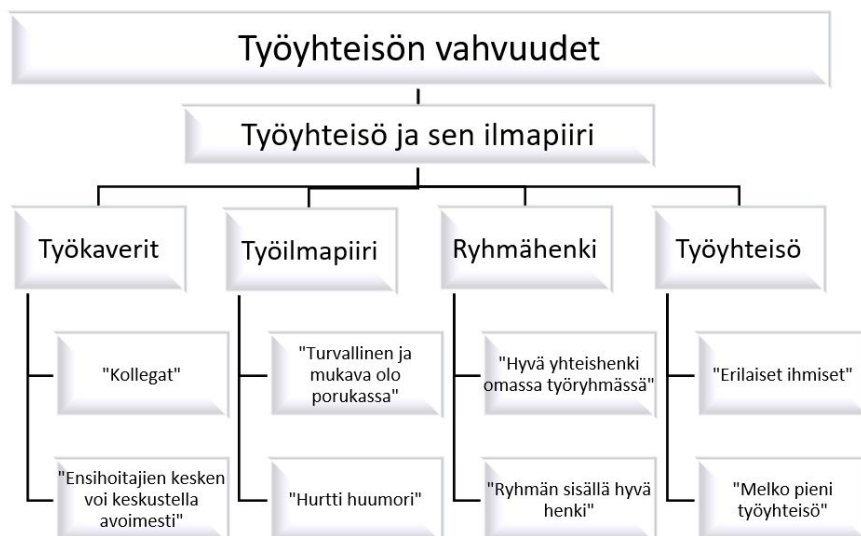 Työyhteisön vahvuudet
Työyhteisö ja sen ilmapiiri
Työkaverit
Työilmapiiri
Ryhmähenki
Työyhteisö
"Kollegat"
"Turvallinen ja
mukava olo
porukassa"
"Hyvä yhteishenki
omassa työryhmässä"
"Erilaiset ihmiset"
"Ensihoitajien kesken
voi keskustella
avoimesti"
"Hurtti huumori"
"Ryhmän sisällä hyvä
henki"
"Melko pieni
työyhteisö"